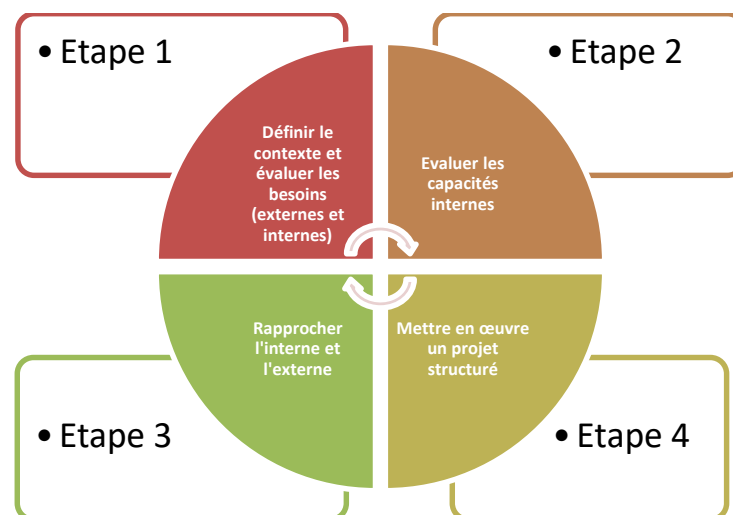 • Etape 1
Définir le
contexte et
évaluer les
besoins
(externes et
internes)
• Etape 2
Evaluer les
capacités
internes
Rapprocher
l'interne et
l'externe
• Etape 3
Mettre en œuvre
un projet
structuré
• Etape 4